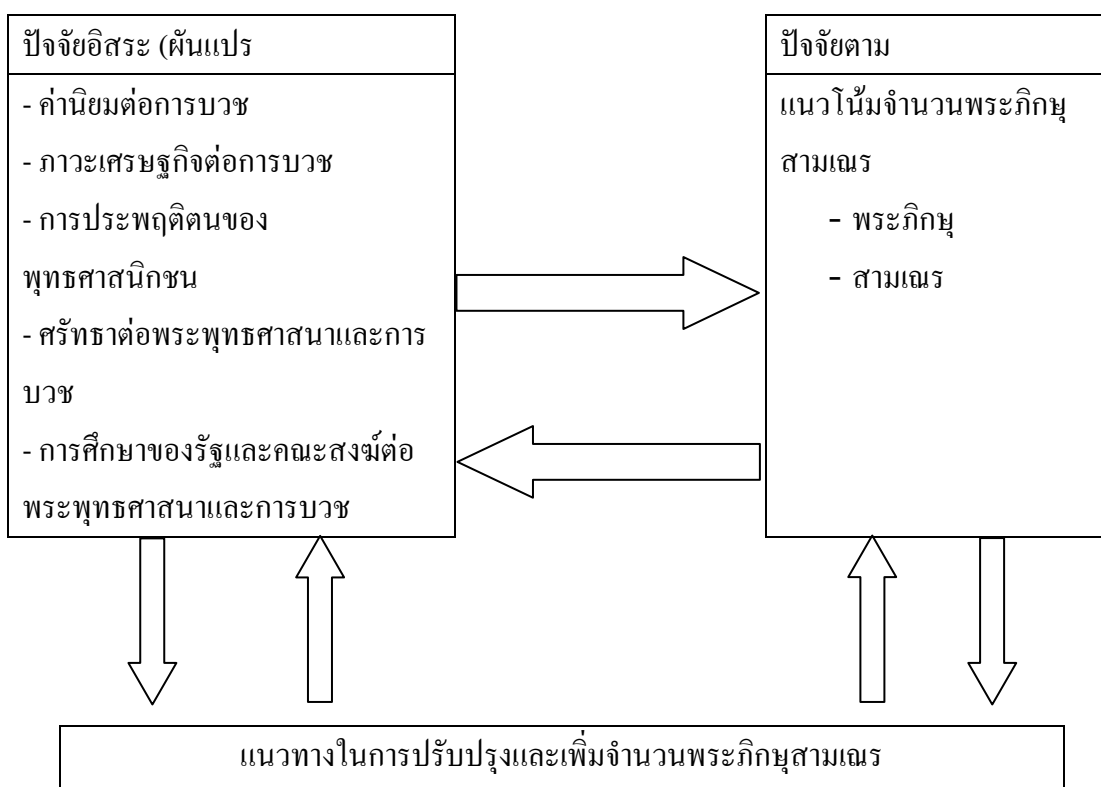 ปัจจัยอิสระ (ผันแปร
- ค่านิยมต่อการบวช
- ภาวะเศรษฐกิจต่อการบวช
- การประพฤติตนของ
พุทธศาสนิกชน
- ศรัทธาต่อพระพุทธศาสนาและการ
บวช
- การศึกษาของรัฐและคณะสงฆ์ต่อ
พระพุทธศาสนาและการบวช
ปัจจัยตาม
แนวโน้มจำนวนพระภิกษุ
สามเณร
- พระภิกษุ
- สามเณร
แนวทางในการปรับปรุงและเพิ่มจำนวนพระภิกษุสามเณร